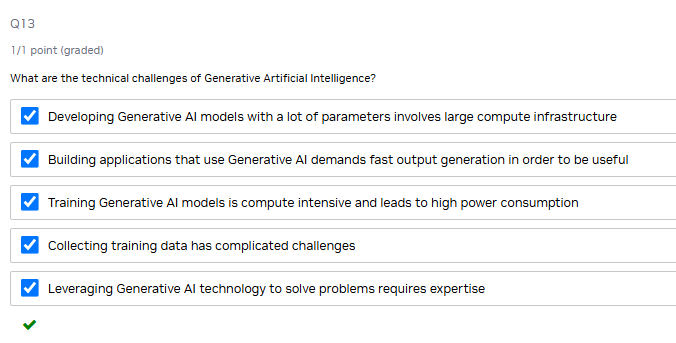 Q13
1/1 point (graded)
What are the technical challenges of Generative Artificial Intelligence?
Developing Generative AI models with a lot of parameters involves large compute infrastructure
Building applications that use Generative AI demands fast output generation in order to be useful
Training Generative AI models is compute intensive and leads to high power consumption
Collecting training data has complicated challenges
Leveraging Generative AI technology to solve problems requires expertise